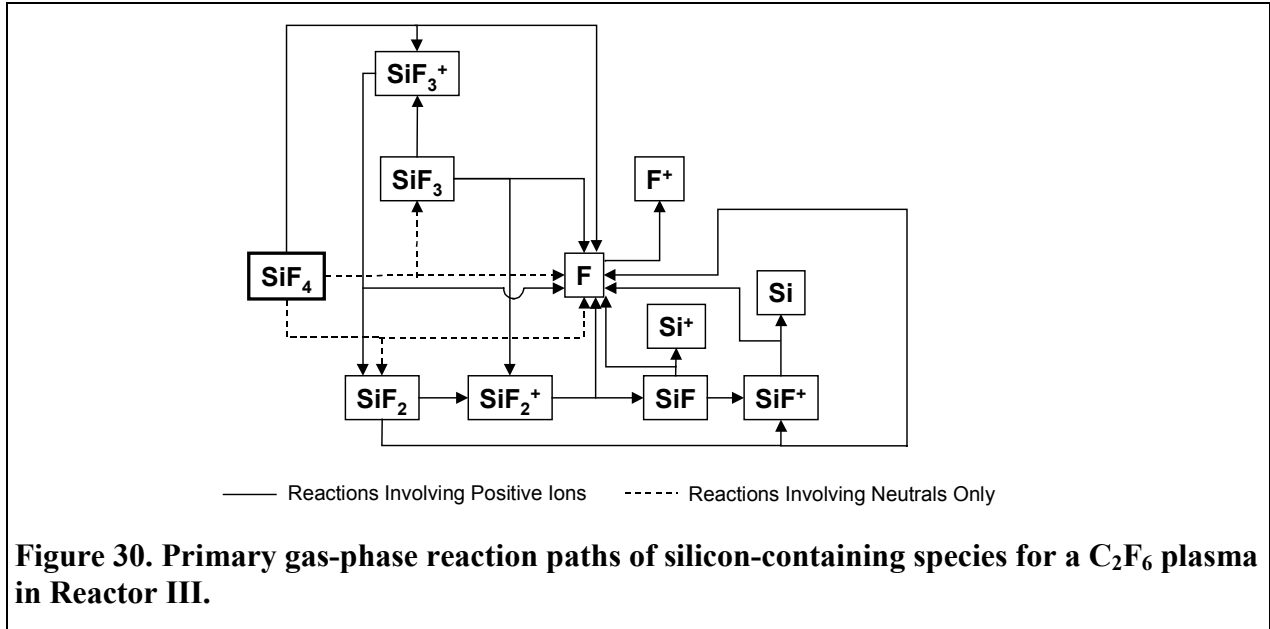 SiF₃⁺
SiF₃
F⁺
SiF₄
F
Si
Si⁺
SiF₂
SiF₂⁺
SiF
SiF⁺
Reactions Involving Positive Ions
Reactions Involving Neutrals Only
Figure 30. Primary gas-phase reaction paths of silicon-containing species for a C₂F₆ plasma
in Reactor III.